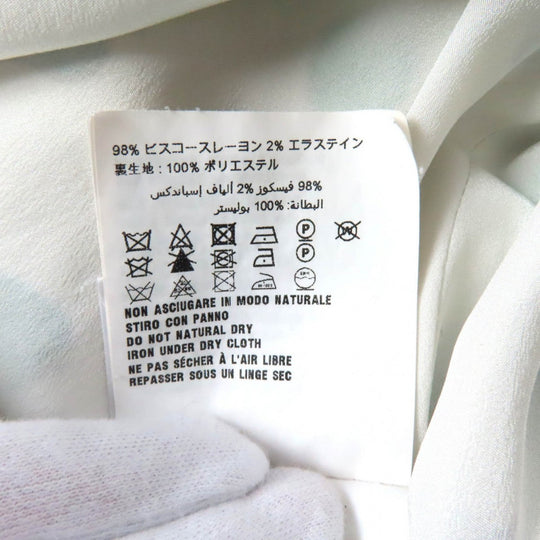 98% ビスコースレーヨン 2% エラステイン
裏生地 : 100% ポリエステル
98% فيسكوز 2% ألياف إسباندكس
البطانة: 100% بوليستر
NON ASCIUGARE IN MODO NATURALE
STIRO CON PANNO
DO NOT NATURAL DRY
IRON UNDER DRY CLOTH
NE PAS SÉCHER À L'AIR LIBRE
REPASSER SOUS UN LINGE SEC